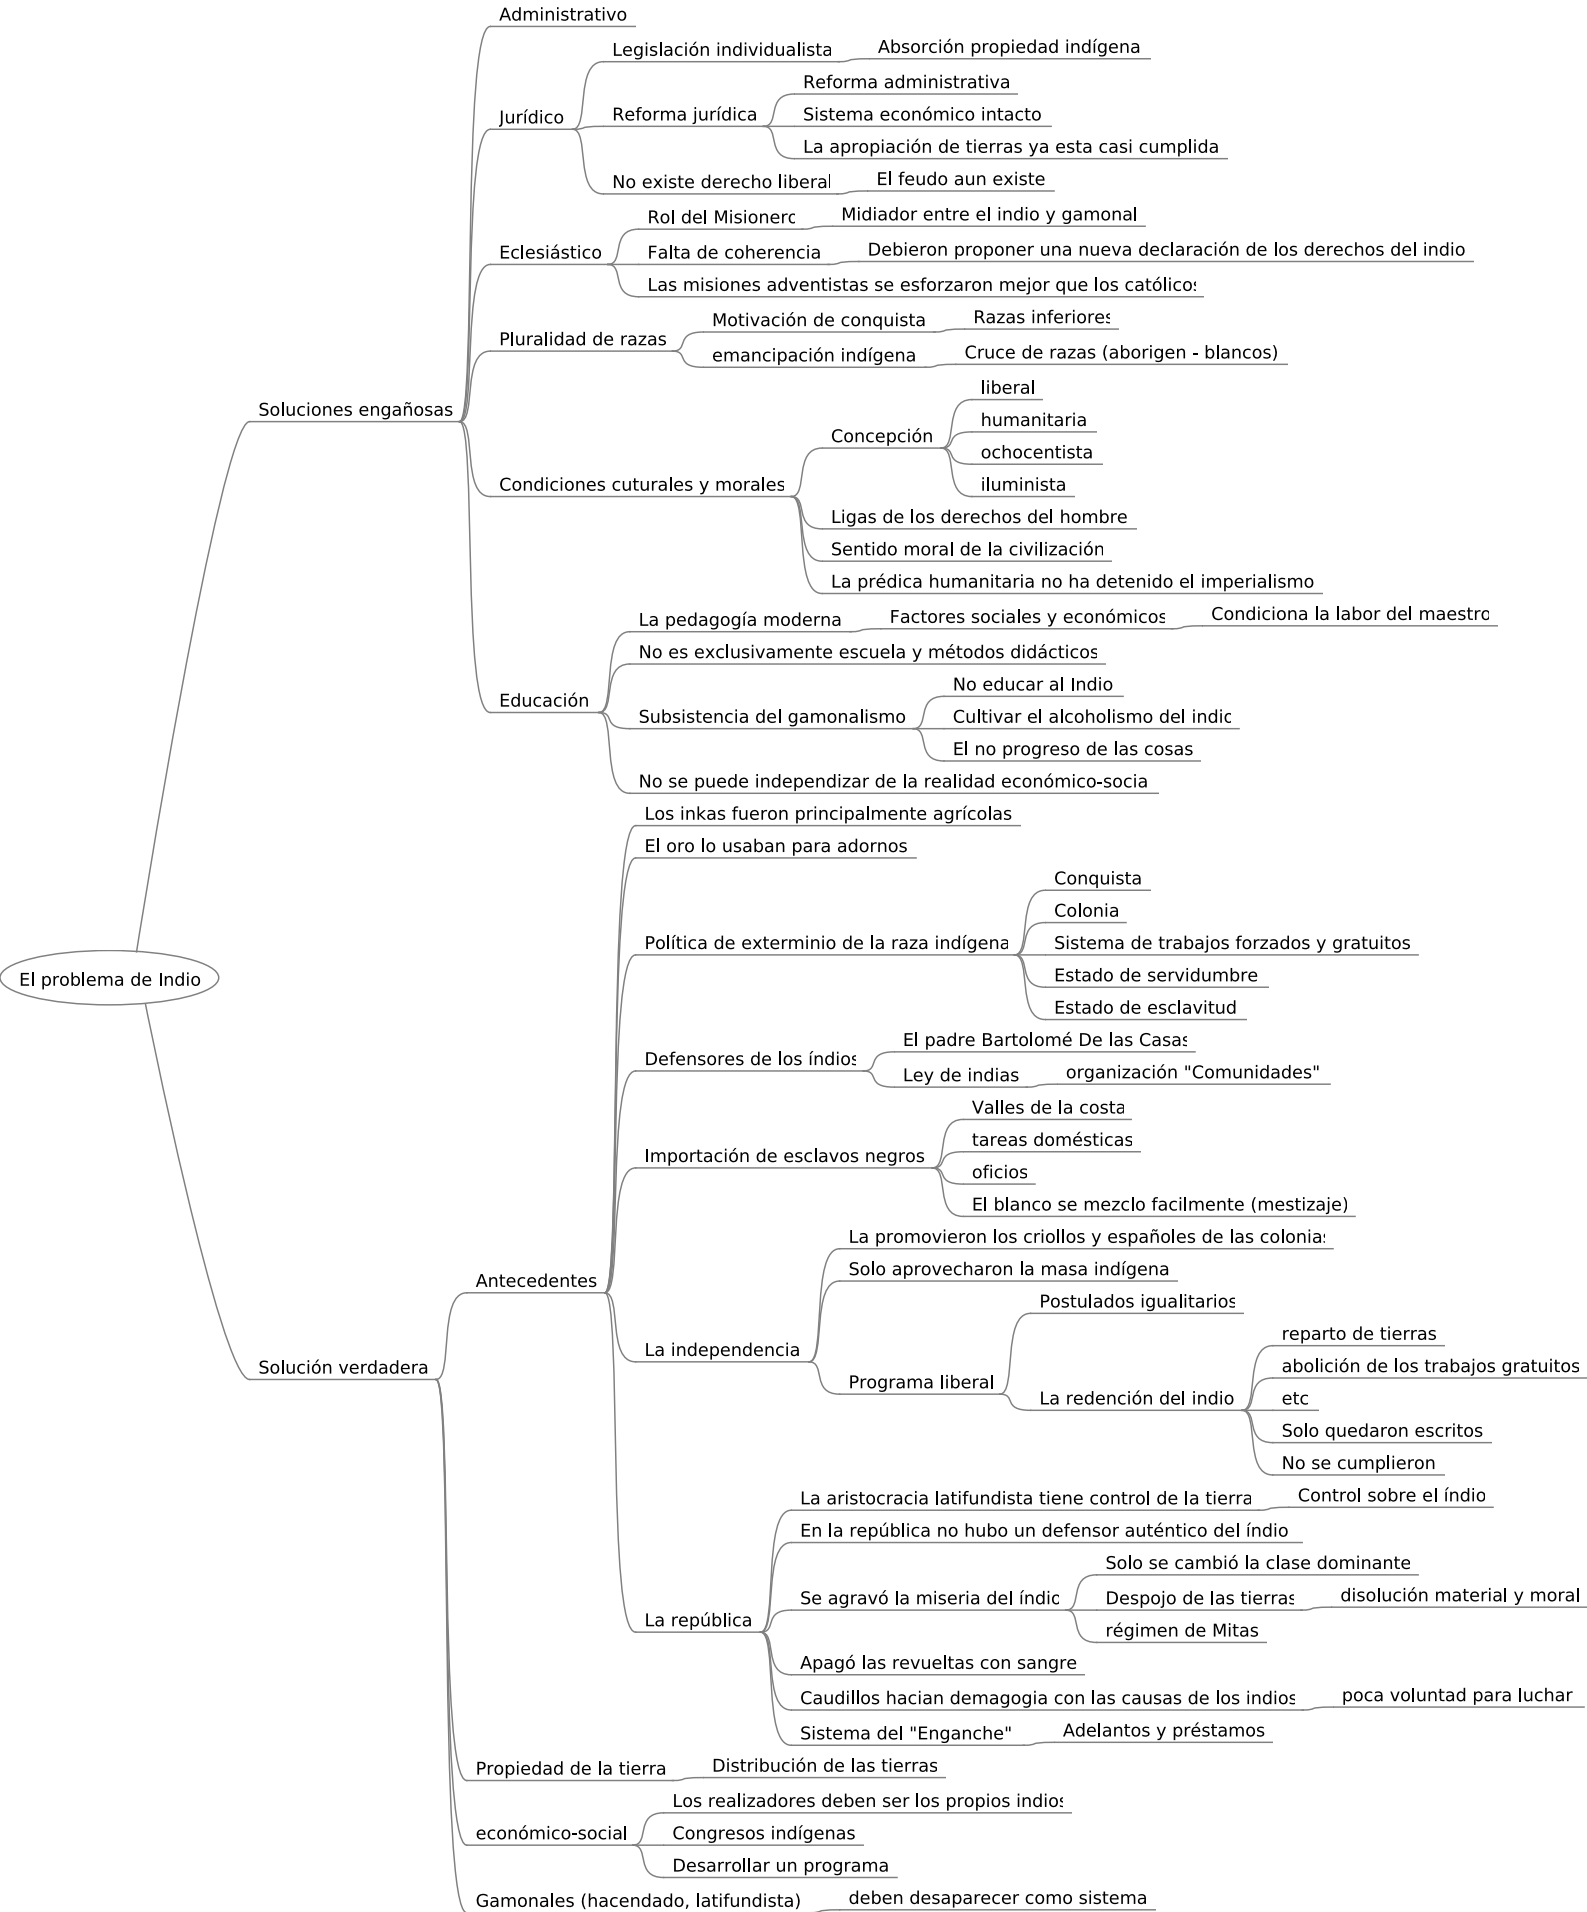 Administrativo
Legislación individualista
Absorción propiedad indígena
Reforma administrativa
Jurídico
Reforma jurídica
Sistema económico intacto
La apropiación de tierras ya esta casi cumplida
No existe derecho liberal
El feudo aun existe
Rol del Misionero
Midiador entre el indio y gamonal
Eclesiástico
Falta de coherencia
Debieron proponer una nueva declaración de los derechos del indio
Las misiones adventistas se esforzaron mejor que los católicos
Pluralidad de razas
Motivación de conquista
Razas inferiores
emancipación indígena
Cruce de razas (aborigen - blancos)
Soluciones engañosas
liberal
Concepción
humanitaria
ochocentista
iluminista
Condiciones cuturales y morales
Ligas de los derechos del hombre
Sentido moral de la civilización
La prédica humanitaria no ha detenido el imperialismo
La pedagogía moderna
Factores sociales y económicos
Condiciona la labor del maestro
No es exclusivamente escuela y métodos didácticos
Educación
No educar al Indio
Subsistencia del gamonalismo
Cultivar el alcoholismo del indio
El no progreso de las cosas
No se puede independizar de la realidad económico-socia
Los inkas fueron principalmente agrícolas
El oro lo usaban para adornos
Conquista
Colonia
Política de exterminio de la raza indígena
Sistema de trabajos forzados y gratuitos
El problema de Indio
Estado de servidumbre
Estado de esclavitud
Defensores de los índios
El padre Bartolomé De las Casas
Ley de indias
organización "Comunidades"
Valles de la costa
tareas domésticas
Importación de esclavos negros
oficios
El blanco se mezclo facilmente (mestizaje)
Antecedentes
La promovieron los criollos y españoles de las colonias
Solo aprovecharon la masa indígena
La independencia
Postulados igualitarios
Programa liberal
reparto de tierras
abolición de los trabajos gratuitos
La redención del indio
etc
Solo quedaron escritos
No se cumplieron
Solución verdadera
La aristocracia latifundista tiene control de la tierra
Control sobre el índio
En la república no hubo un defensor auténtico del índio
Solo se cambió la clase dominante
Se agravó la miseria del índio
Despojo de las tierras
disolución material y moral
régimen de Mitas
La república
Apagó las revueltas con sangre
Caudillos hacian demagogia con las causas de los indios
poca voluntad para luchar
Sistema del "Enganche"
Adelantos y préstamos
Propiedad de la tierra
Distribución de las tierras
Los realizadores deben ser los propios indios
económico-social
Congresos indígenas
Desarrollar un programa
Gamonales (hacendado, latifundista)
deben desaparecer como sistema